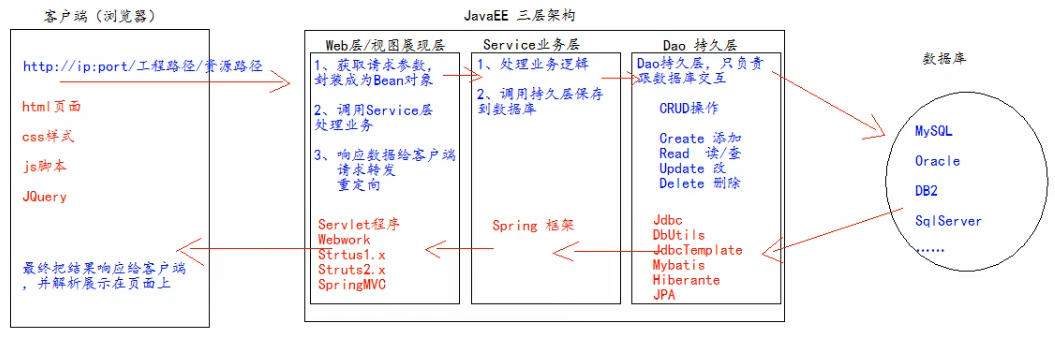 客户端（浏览器）
http://ip:port/工程路径/资源路径
html页面
css样式
js脚本
JQuery
最终把结果响应给客户端
，并解析展示在页面上
JavaEE 三层架构
Web层/视图展现层
1、获取请求参数，
封装成为Bean对象
2、调用Service层
处理业务
3、响应数据给客户端
请求转发
重定向
Servlet程序
Webwork
Strtus1.x
Struts2.x
SpringMVC
Service业务层
1、处理业务逻辑
2、调用持久层保存
到数据库
Spring 框架
Dao 持久层
Dao持久层，只负责
跟数据库交互
CRUD操作
Create 添加
Read 读/查
Update 改
Delete 删除
Jdbc
DbUtils
JdbcTemplate
Mybatis
Hiberante
JPA
数据库
MySQL
Oracle
DB2
SqlServer
......